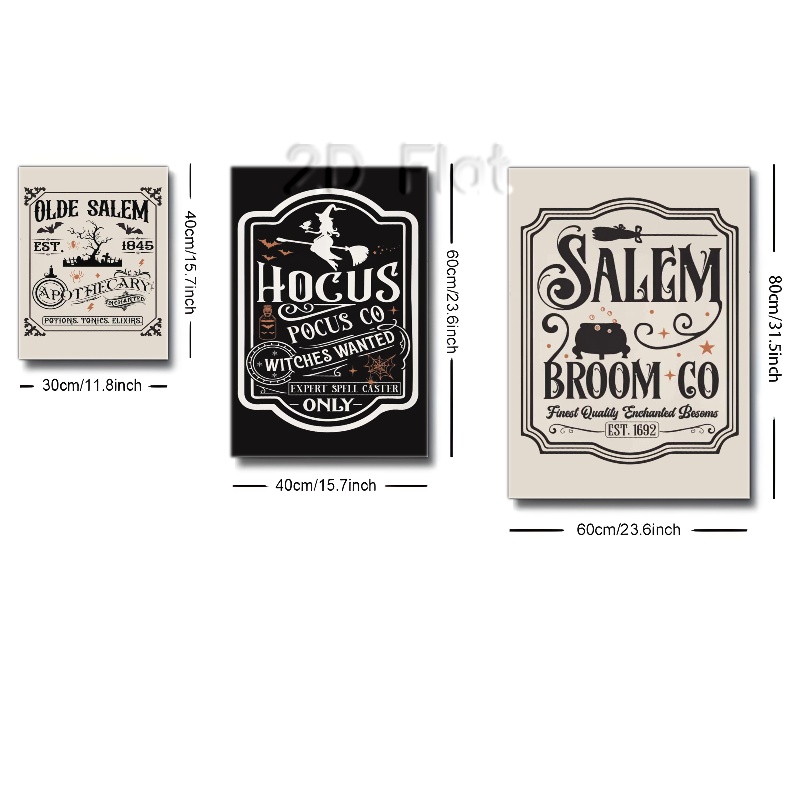 2D Flat.
OLDE SALEM
EST. 1845
APOTHECARY
ENCHANTED
POTIONS. TONICS. ELIXIRS.
40cm/15.7inch
30cm/11.8inch
HOCUS
POCUS CO
WITCHES WANTED
EXPERT SPELL CASTER
-ONLY-
60cm/23.6inch
40cm/15.7inch
SALEM
BROOM CO
Finest Quality Enchanted Besoms
EST. 1692
80cm/31.5inch
60cm/23.6inch